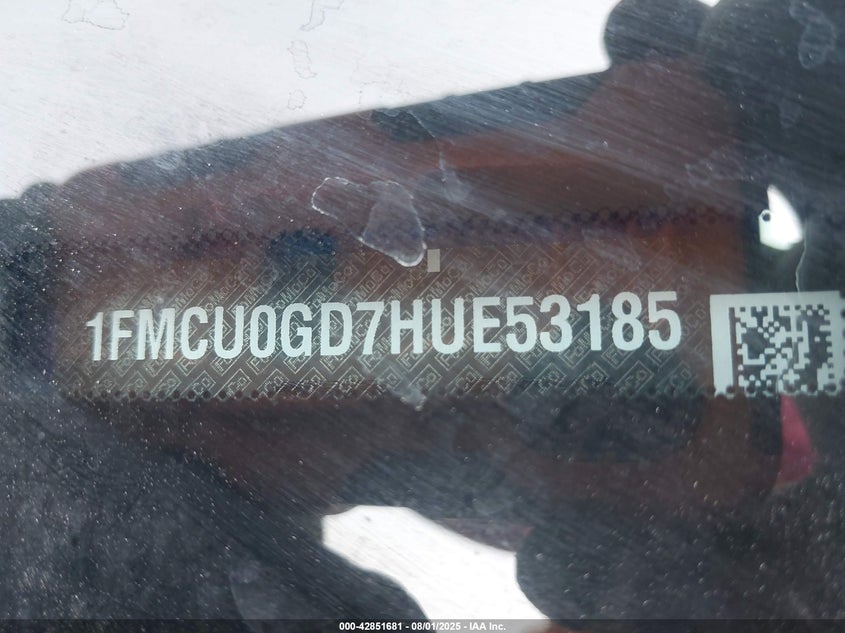 1FMCU0GD7HUE53185
000-42851681 - 08/01/2025 - IAA Inc.